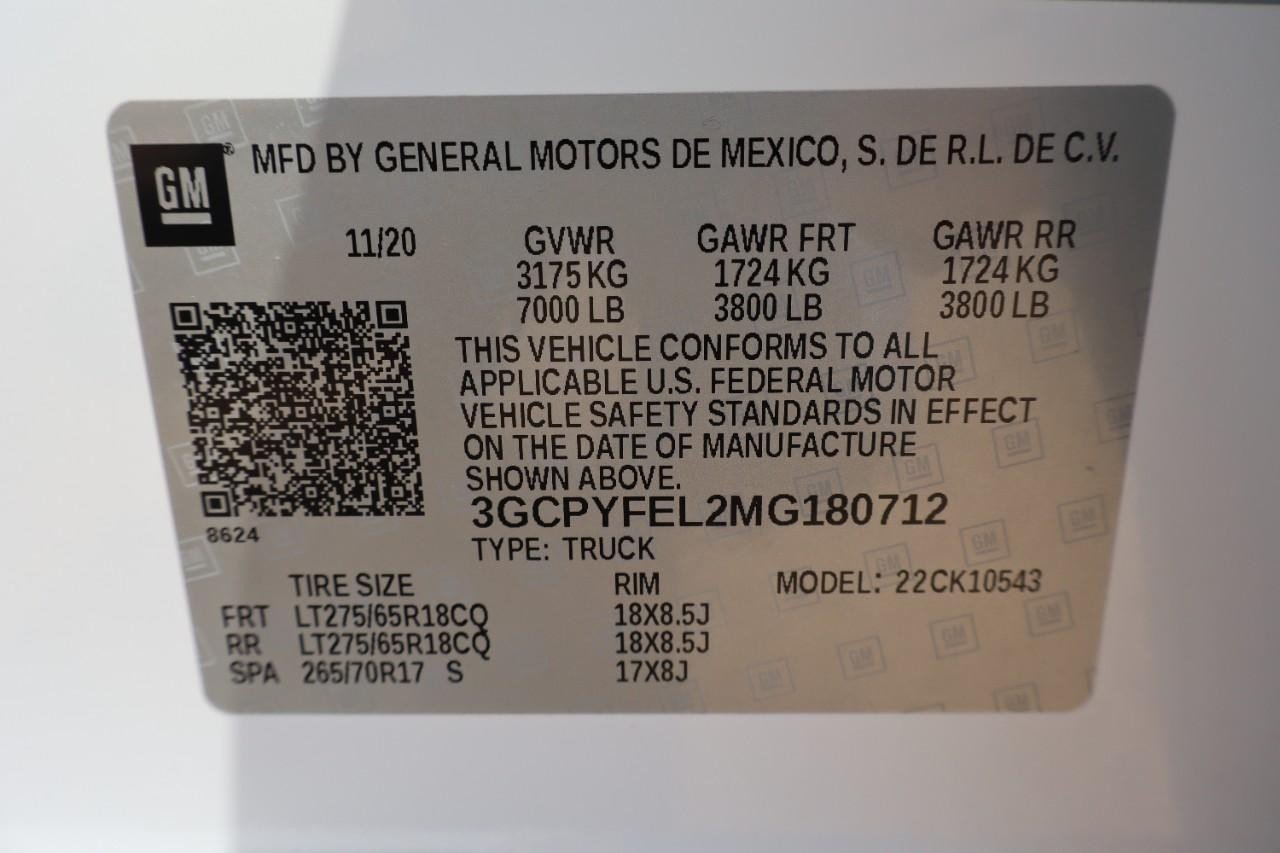 GM® MFD BY GENERAL MOTORS DE MEXICO, S. DE R.L. DE C.V.
11/20 GVWR GAWR FRT GAWR RR
3175 KG 1724 KG 1724 KG
7000 LB 3800 LB 3800 LB
THIS VEHICLE CONFORMS TO ALL
APPLICABLE U.S. FEDERAL MOTOR
VEHICLE SAFETY STANDARDS IN EFFECT
ON THE DATE OF MANUFACTURE
SHOWN ABOVE.
3GCPYFEL2MG180712
8624
TYPE: TRUCK
TIRE SIZE RIM MODEL: 22CK10543
FRT LT275/65R18CQ 18X8.5J
RR LT275/65R18CQ 18X8.5J
SPA 265/70R17 S 17X8J